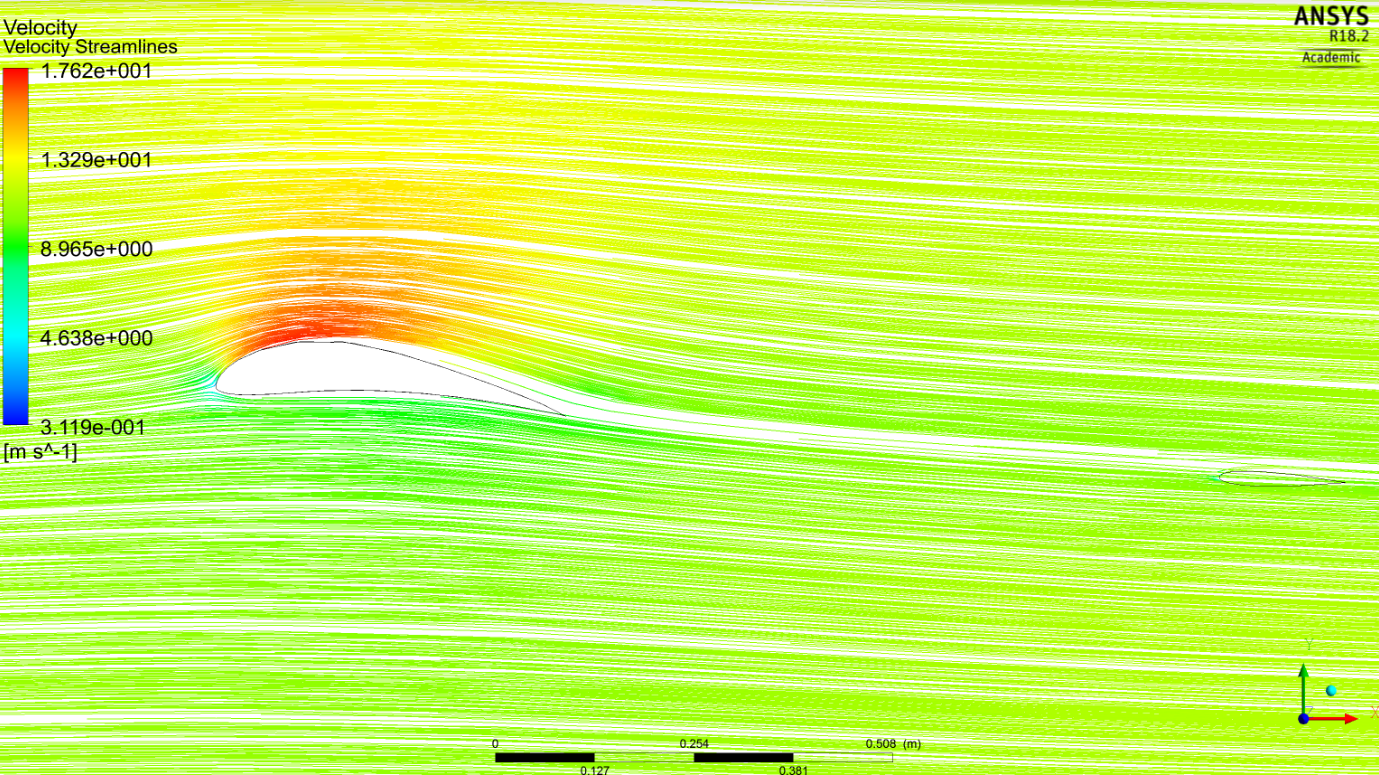 Velocity
Velocity Streamlines
1.762e+001
1.329e+001
8.965e+000
4.638e+000
3.119e-001
[m s^-1]
ANSYS
R18.2
Academic
Y
Z
X
0
0.254
0.508 (m)
0.127
0.381